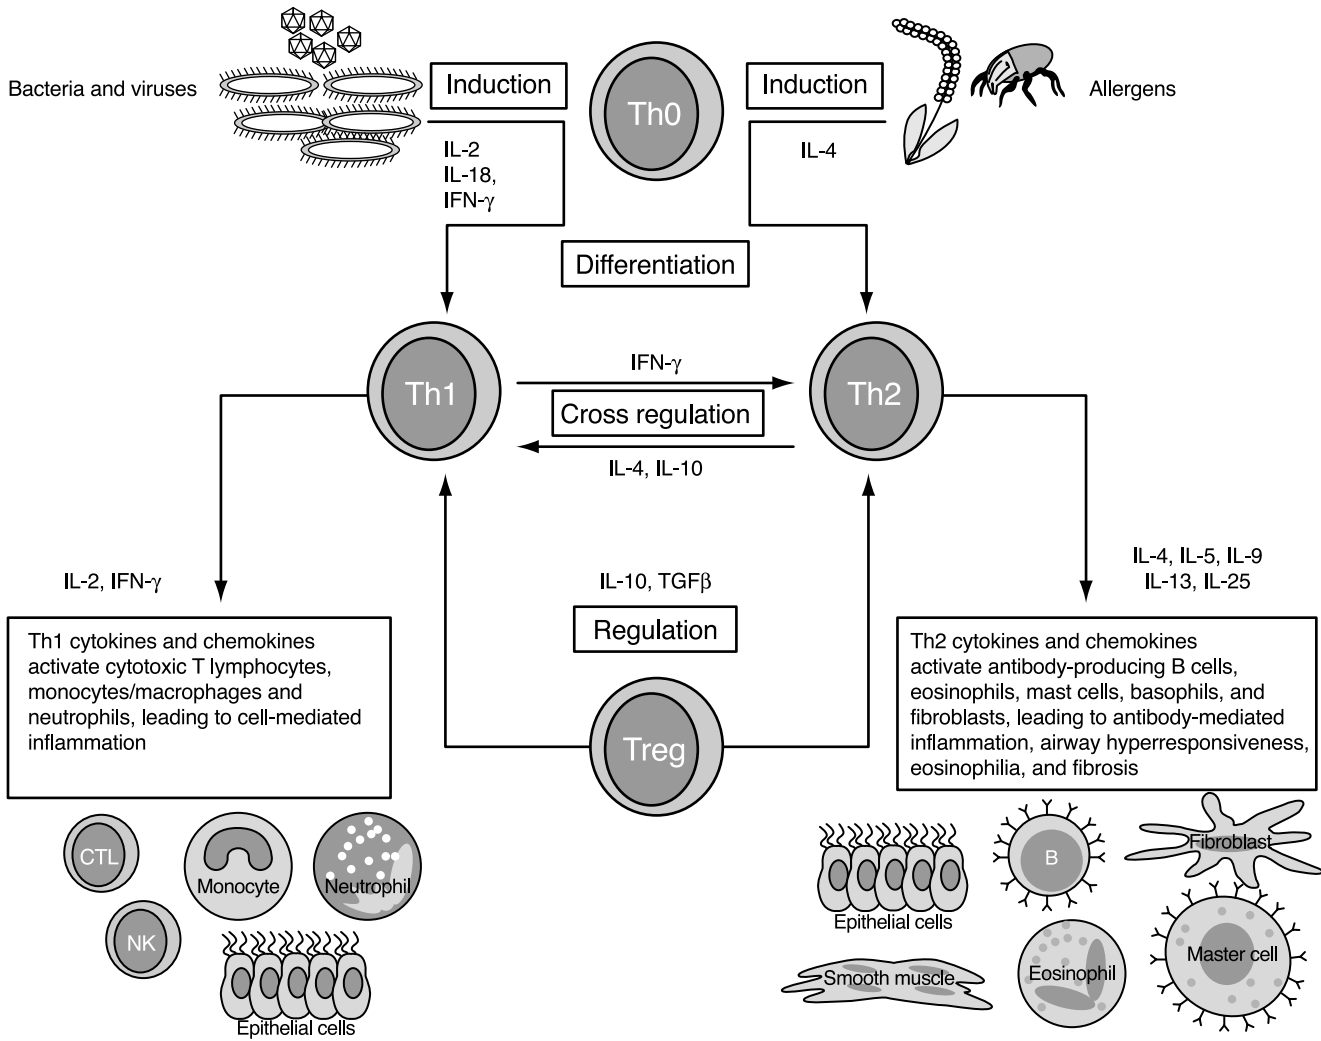 Bacteria and viruses
Induction
Th0
Induction
Allergens
IL-2
IL-18,
IFN-γ
IL-4
Differentiation
Th1
IFN-γ
Th2
Cross regulation
IL-4, IL-10
IL-2, IFN-γ
IL-10, TGFβ
IL-4, IL-5, IL-9
IL-13, IL-25
Regulation
Th1 cytokines and chemokines
activate cytotoxic T lymphocytes,
monocytes/macrophages and
neutrophils, leading to cell-mediated
inflammation
Treg
Th2 cytokines and chemokines
activate antibody-producing B cells,
eosinophils, mast cells, basophils, and
fibroblasts, leading to antibody-mediated
inflammation, airway hyperresponsiveness,
eosinophilia, and fibrosis
CTL
Monocyte
Neutrophil
NK
Epithelial cells
Epithelial cells
B
Fibroblast
Smooth muscle
Eosinophil
Master cell